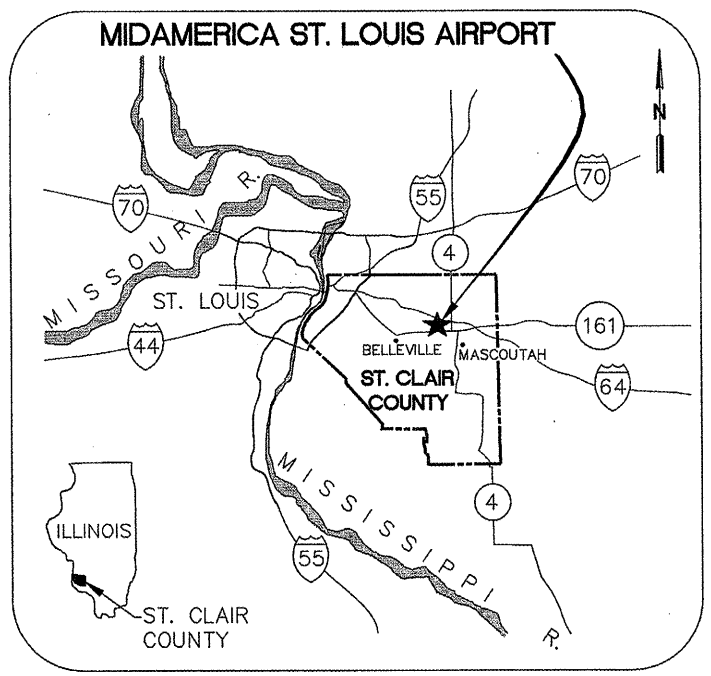 MIDAMERICA ST. LOUIS AIRPORT
N
70
55
70
MISSOURI R.
4
ST. LOUIS
161
44
BELLEVILLE
MASCOUTAH
ST. CLAIR
COUNTY
64
MISSISSIPPI R.
4
ILLINOIS
55
ST. CLAIR
COUNTY